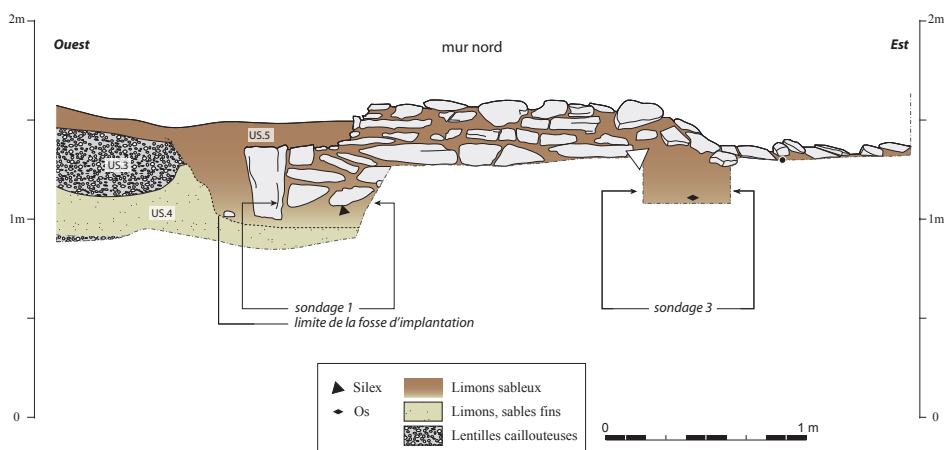 2m
2m
Ouest
mur nord
Est
US.5
US.3
US.4
1m
1m
sondage 1
sondage 3
limite de la fosse d'implantation
Silex
Limons sableux
Os
Limons, sables fins
Lentilles caillouteuses
0
0
0
1 m